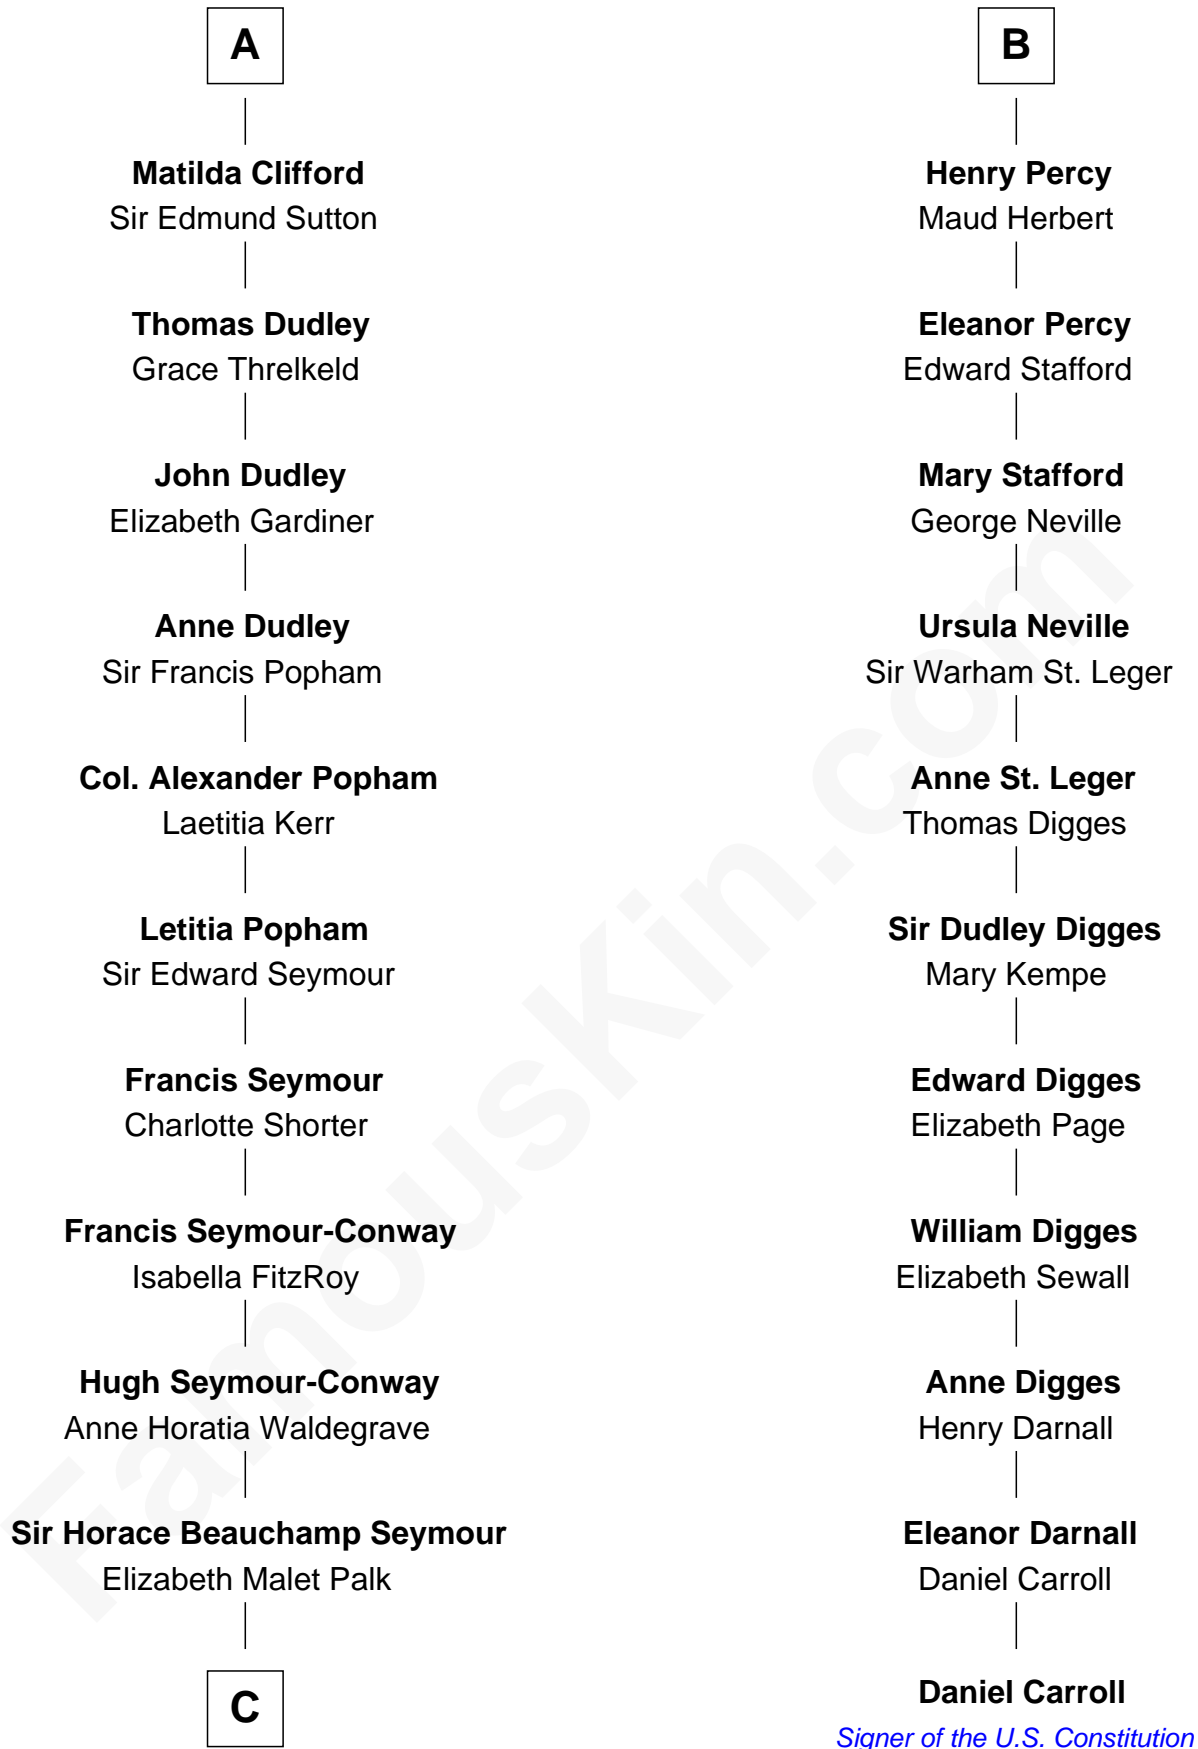 A
Matilda Clifford
Sir Edmund Sutton
Thomas Dudley
Grace Threlkeld
John Dudley
Elizabeth Gardiner
Anne Dudley
Sir Francis Popham
Col. Alexander Popham
Laetitia Kerr
Letitia Popham
Sir Edward Seymour
Francis Seymour
Charlotte Shorter
Francis Seymour-Conway
Isabella FitzRoy
Hugh Seymour-Conway
Anne Horatia Waldegrave
Sir Horace Beauchamp Seymour
Elizabeth Malet Palk
C
B
Henry Percy
Maud Herbert
Eleanor Percy
Edward Stafford
Mary Stafford
George Neville
Ursula Neville
Sir Warham St. Leger
Anne St. Leger
Thomas Digges
Sir Dudley Digges
Mary Kempe
Edward Digges
Elizabeth Page
William Digges
Elizabeth Sewall
Anne Digges
Henry Darnall
Eleanor Darnall
Daniel Carroll
Daniel Carroll
Signer of the U.S. Constitution
FamousKin.com